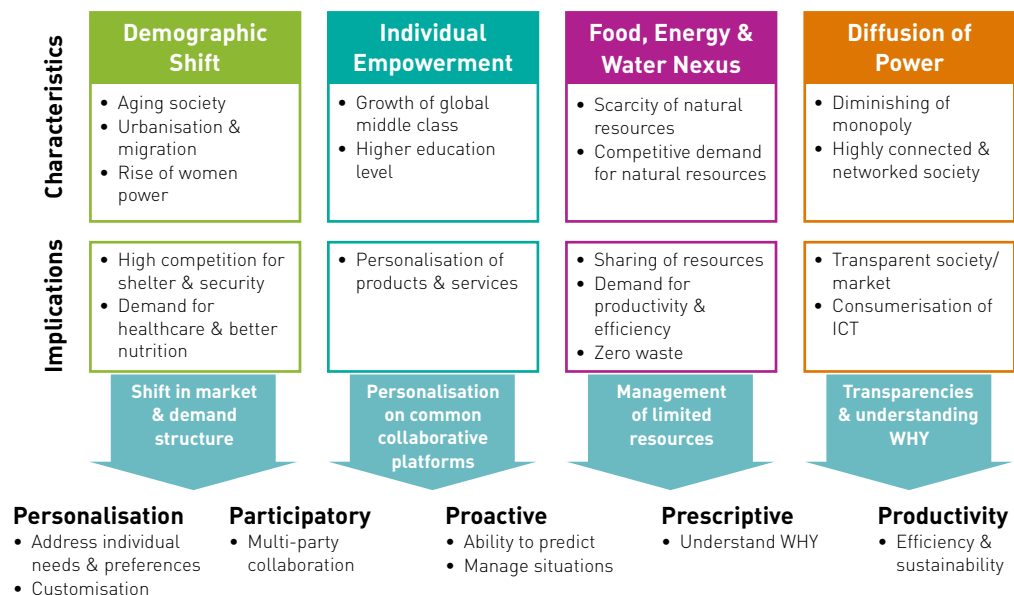 Characteristics
Demographic
Shift
• Aging society
• Urbanisation &
migration
• Rise of women
power
Individual
Empowerment
• Growth of global
middle class
• Higher education
level
Food, Energy &
Water Nexus
• Scarcity of natural
resources
• Competitive demand
for natural resources
Diffusion of
Power
• Diminishing of
monopoly
• Highly connected &
networked society
Implications
• High competition for
shelter & security
• Demand for
healthcare & better
nutrition
• Personalisation of
products & services
• Sharing of resources
• Demand for
productivity &
efficiency
• Zero waste
• Transparent society/
market
• Consumerisation of
ICT
Shift in market
& demand
structure
Personalisation
on common
collaborative
platforms
Management
of limited
resources
Transparencies
& understanding
WHY
Personalisation
• Address individual
needs & preferences
• Customisation
Participatory
• Multi-party
collaboration
Proactive
• Ability to predict
• Manage situations
Prescriptive
• Understand WHY
Productivity
• Efficiency &
sustainability